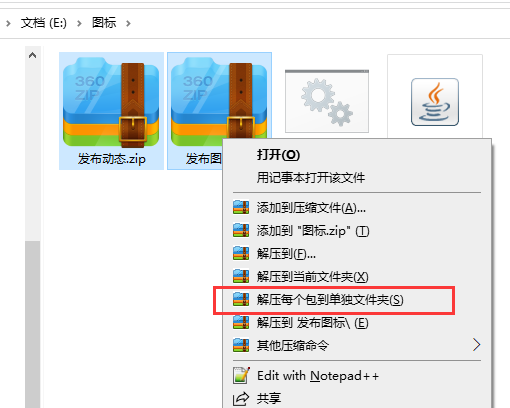 文档 (E:) > 图标 >
360
ZIP
360
ZIP
发布动态.zip
发布图
打开(O)
用记事本打开该文件
添加到压缩文件(A)...
添加到 "图标.zip" (T)
解压到(F)...
解压到当前文件夹(X)
解压每个包到单独文件夹(S)
解压到 发布图标\ (E)
其他压缩命令
Edit with Notepad++
共享